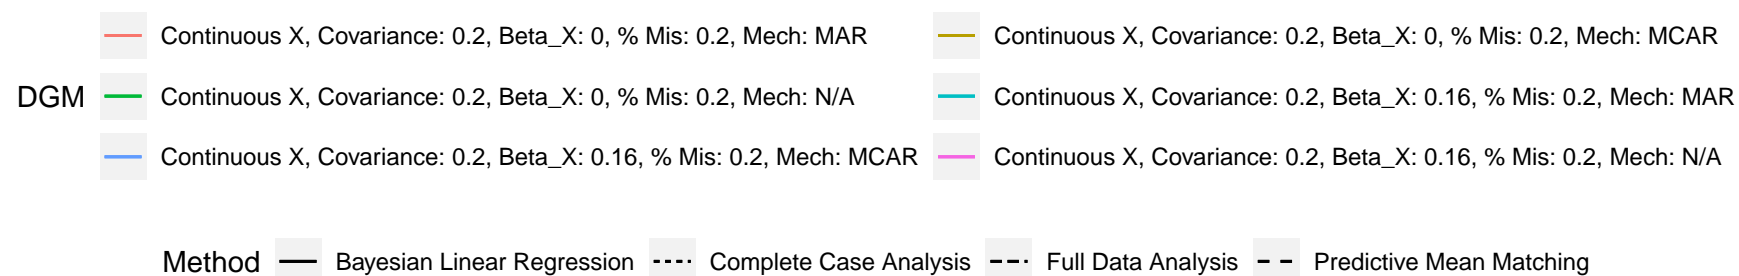 Continuous X, Covariance: 0.2, Beta_X: 0, % Mis: 0.2, Mech: MAR Continuous X, Covariance: 0.2, Beta_X: 0, % Mis: 0.2, Mech: MCAR
DGM Continuous X, Covariance: 0.2, Beta_X: 0, % Mis: 0.2, Mech: N/A Continuous X, Covariance: 0.2, Beta_X: 0.16, % Mis: 0.2, Mech: MAR
Continuous X, Covariance: 0.2, Beta_X: 0.16, % Mis: 0.2, Mech: MCAR Continuous X, Covariance: 0.2, Beta_X: 0.16, % Mis: 0.2, Mech: N/A
Method Bayesian Linear Regression Complete Case Analysis Full Data Analysis Predictive Mean Matching